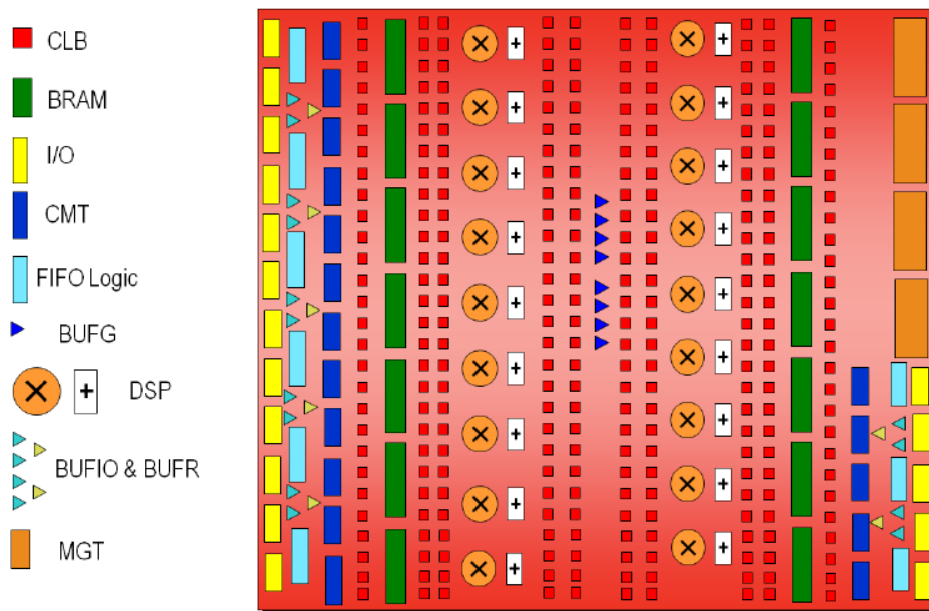 CLB
BRAM
I/O
CMT
FIFO Logic
BUFG
DSP
BUFIO & BUFR
MGT